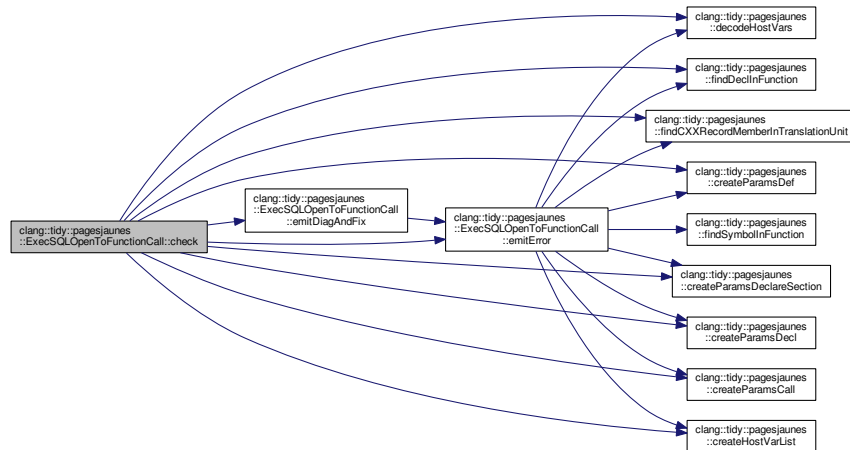 clang::tidy::pagesjaunes
::decodeHostVars
clang::tidy::pagesjaunes
::findDeclInFunction
clang::tidy::pagesjaunes
::findCXXRecordMemberInTranslationUnit
clang::tidy::pagesjaunes
::createParamsDef
clang::tidy::pagesjaunes
::ExecSQLOpenToFunctionCall
::emitDiagAndFix
clang::tidy::pagesjaunes
::ExecSQLOpenToFunctionCall
::emitError
clang::tidy::pagesjaunes
::ExecSQLOpenToFunctionCall::check
clang::tidy::pagesjaunes
::findSymbolInFunction
clang::tidy::pagesjaunes
::createParamsDeclareSection
clang::tidy::pagesjaunes
::createParamsDecl
clang::tidy::pagesjaunes
::createParamsCall
clang::tidy::pagesjaunes
::createHostVarList